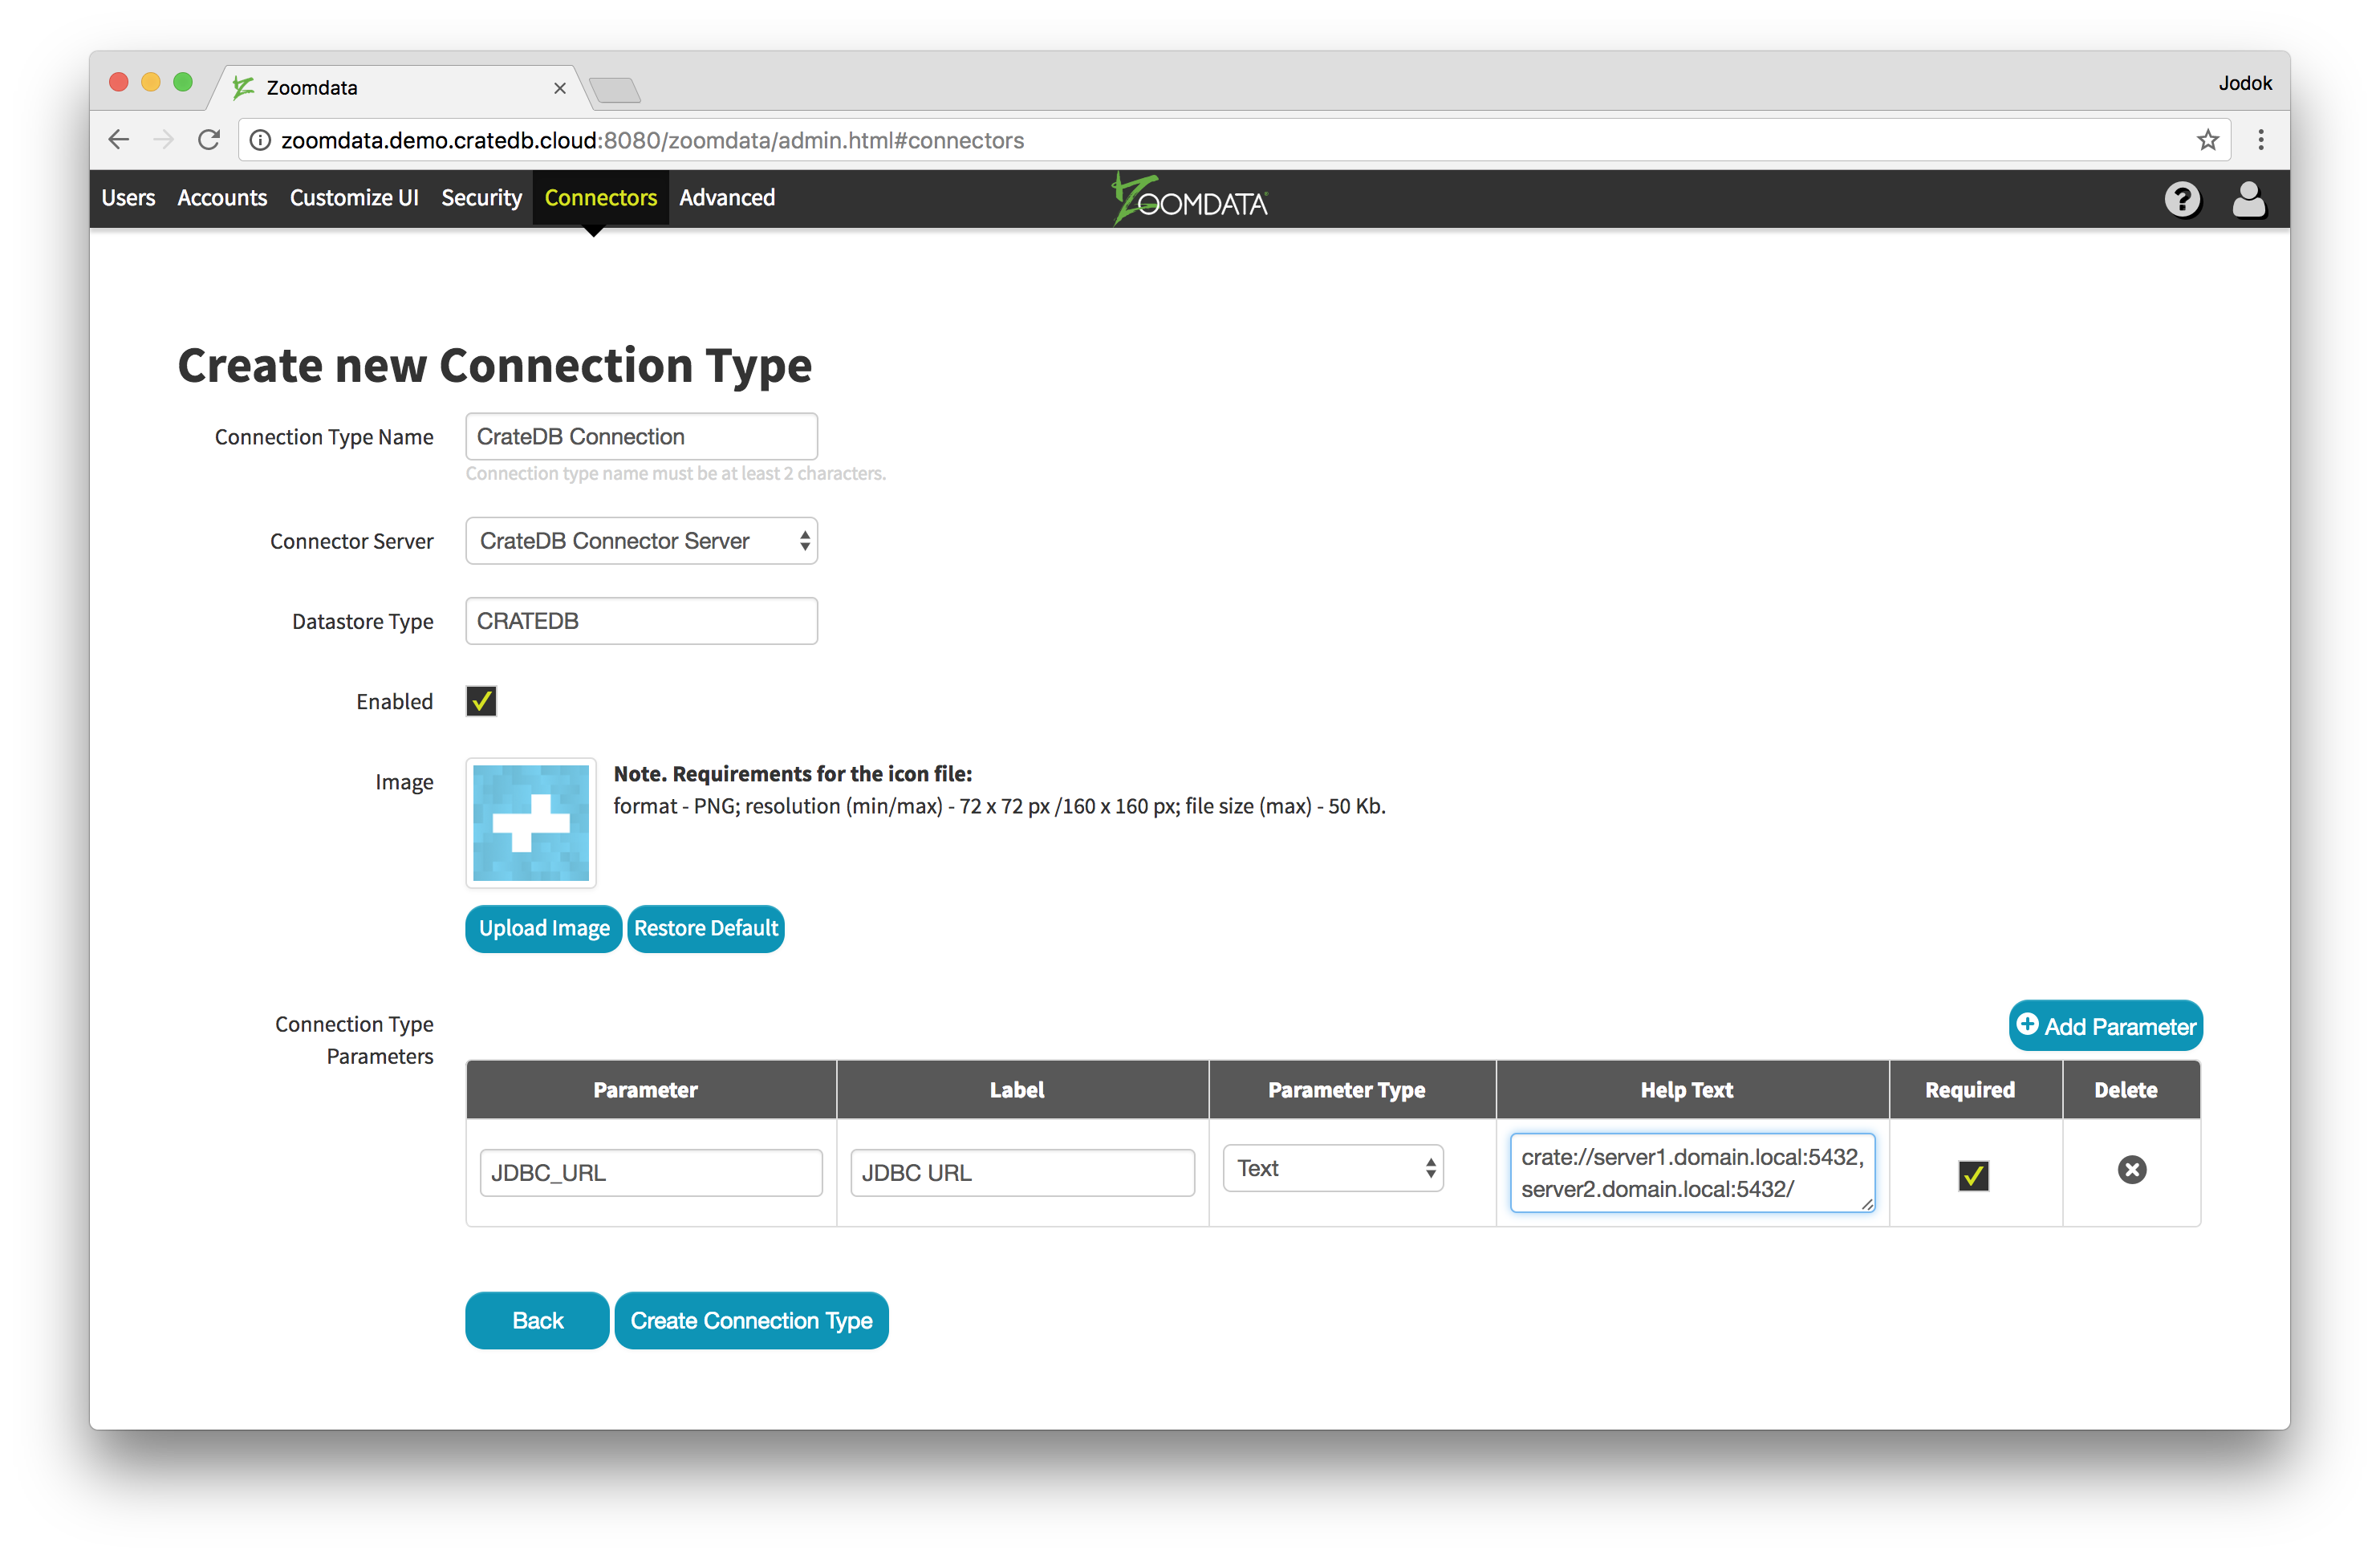 Zoomdata
Jodok
zoomdata.demo.cratedb.cloud:8080/zoomdata/admin.html#connectors
Users Accounts Customize UI Security Connectors Advanced ZOOMDATA
Create new Connection Type
Connection Type Name CrateDB Connection
Connection type name must be at least 2 characters.
Connector Server CrateDB Connector Server
Datastore Type CRATEDB
Enabled
Image Note. Requirements for the icon file:
format - PNG; resolution (min/max) - 72 x 72 px /160 x 160 px; file size (max) - 50 Kb.
Upload Image Restore Default
Connection Type
Parameters
Add Parameter
Parameter Label Parameter Type Help Text Required Delete
JDBC_URL JDBC URL Text crate://server1.domain.local:5432,
server2.domain.local:5432/
Back Create Connection Type